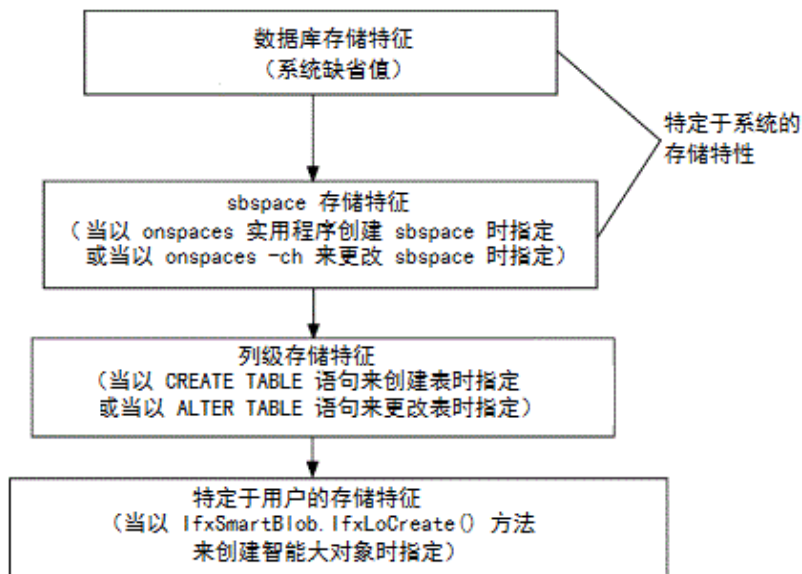 数据库存储特征
（系统缺省值）
特定于系统的
存储特性
sbspace 存储特征
（当以 onspaces 实用程序创建 sbspace 时指定
或当以 onspaces -ch 来更改 sbspace 时指定）
列级存储特征
（当以 CREATE TABLE 语句来创建表时指定
或当以 ALTER TABLE 语句来更改表时指定）
特定于用户的存储特征
（当以 IfxSmartBlob.IfxLoCreate() 方法
来创建智能大对象时指定）